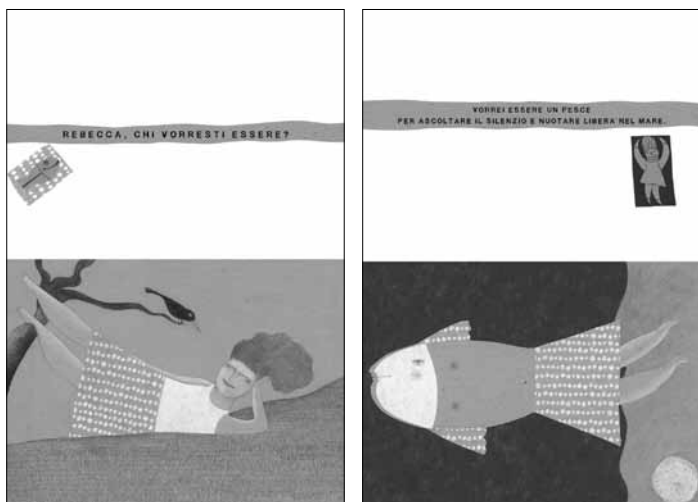 REBECCA, CHI VORRESTI ESSERE?
VORREI ESSERE UN PESCE
PER ASCOLTARE IL SILENZIO E NUOTARE LIBERA NEL MARE.